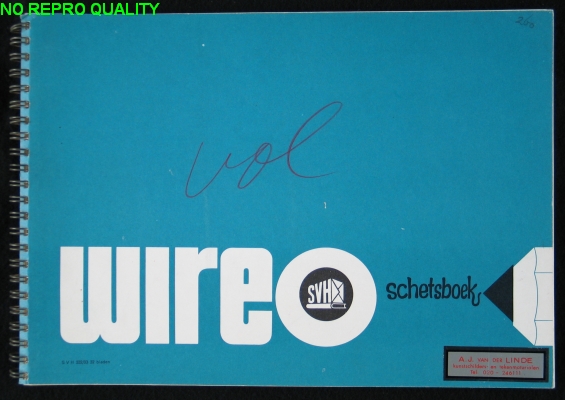 NO REPRO QUALITY
vol
wireo
SVH
schetsboek
A.J. VAN DER LINDE